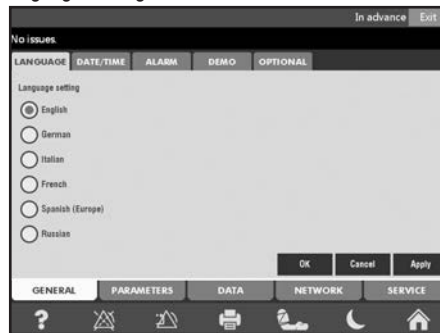 In advance Exit
No issues.
LANGUAGE DATE/TIME ALARM DEMO OPTIONAL
Language setting
English
German
Italian
French
Spanish (Europe)
Russian
OK Cancel Apply
GENERAL PARAMETERS DATA NETWORK SERVICE
?